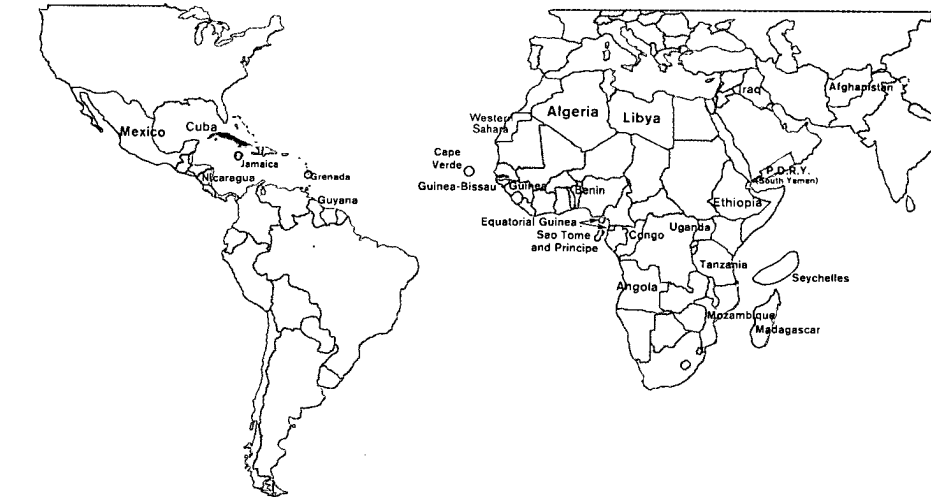 Mexico
Cuba
Jamaica
Nicaragua
Grenada
Guyana
Western
Sahara
Algeria
Libya
Iraq
Afghanistan
Cape
Verde
Guinea-Bissau
Guinea
Benin
P.D.R.Y.
(South Yemen)
Ethiopia
Equatorial Guinea
Sao Tome
and Principe
Congo
Uganda
Tanzania
Seychelles
Angola
Mozambique
Madagascar